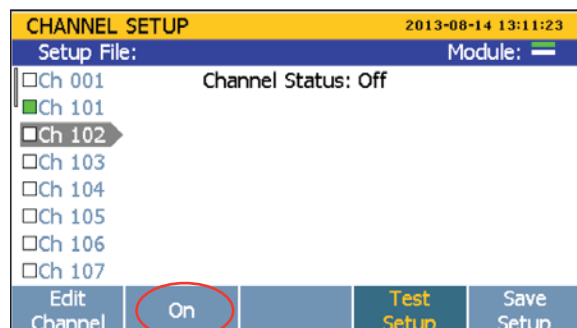 CHANNEL SETUP 2013-08-14 13:11:23
Setup File: Module:
Ch 001 Channel Status: Off
Ch 101
Ch 102
Ch 103
Ch 104
Ch 105
Ch 106
Ch 107
Edit Channel On Test Setup Save Setup